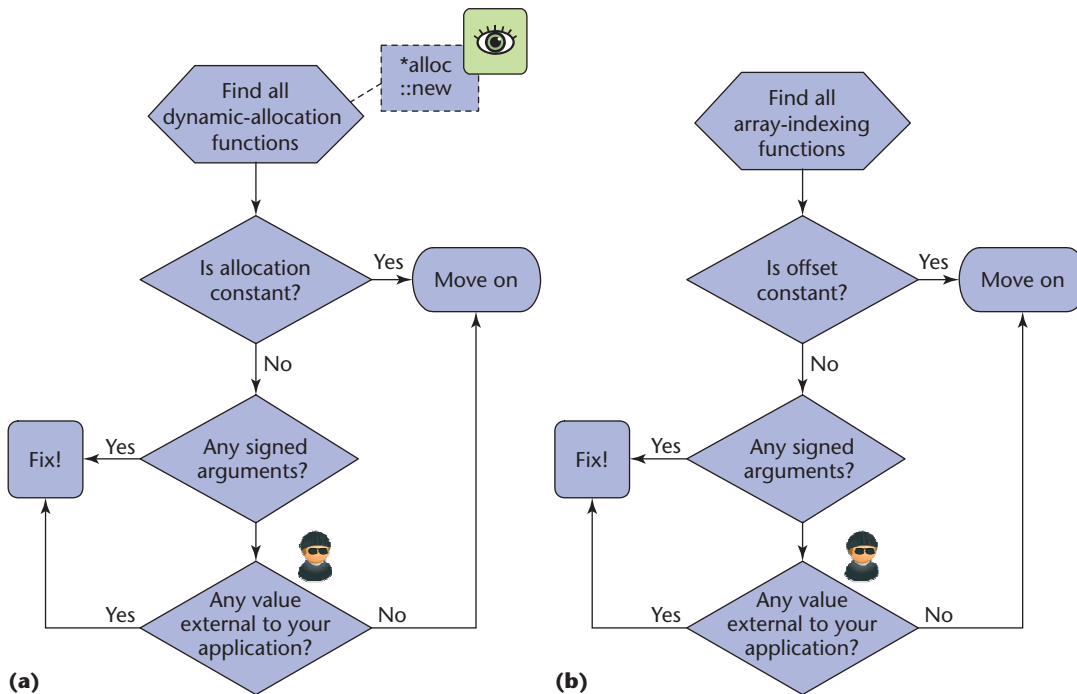 *alloc
::new
Find all
dynamic-allocation
functions
Is allocation
constant?
Yes
Move on
No
Any signed
arguments?
Yes
Fix!
Any value
external to your
application?
Yes
No
(a)
Find all
array-indexing
functions
Is offset
constant?
Yes
Move on
No
Any signed
arguments?
Yes
Fix!
Any value
external to your
application?
Yes
No
(b)